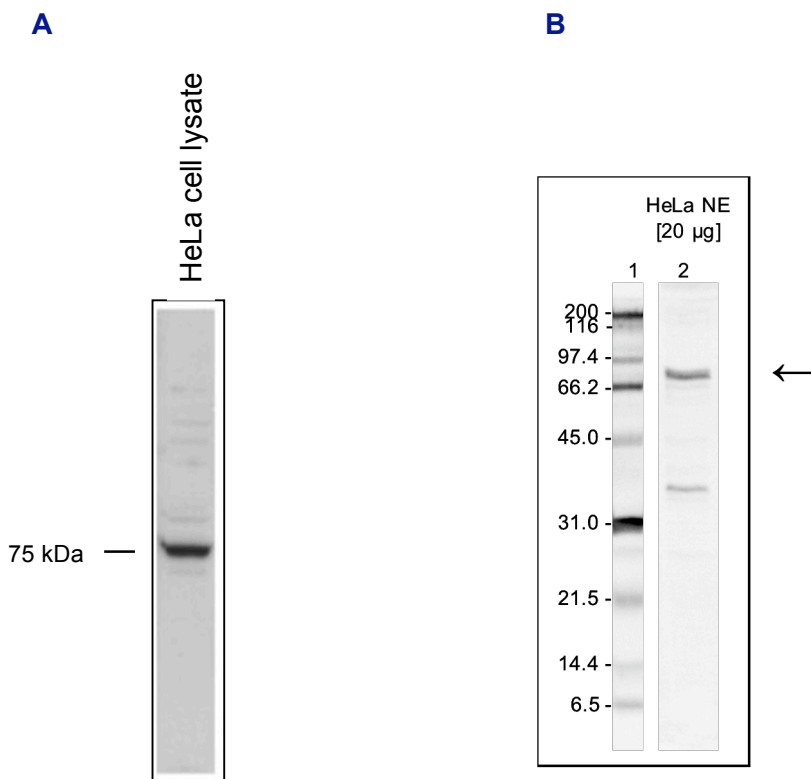 A
B
HeLa cell lysate
75 kDa
HeLa NE
[20 µg]
1 2
200 -
116 -
97.4 -
66.2 -
45.0 -
31.0 -
21.5 -
14.4 -
6.5 -